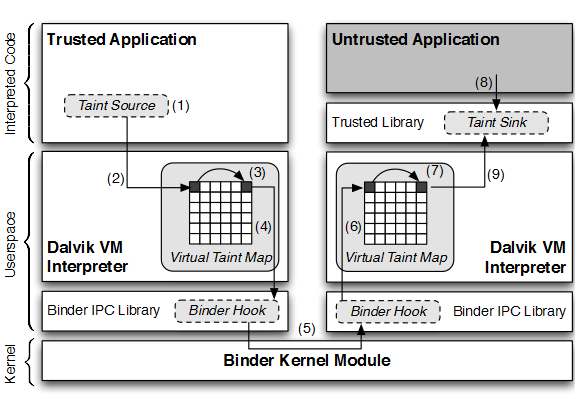 Interpreted Code
Trusted Application
Untrusted Application
(8)
Taint Source
(1)
Trusted Library
Taint Sink
Userspace
(2)
(3)
(4)
Virtual Taint Map
Dalvik VM
Interpreter
(6)
(7)
(9)
Virtual Taint Map
Dalvik VM
Interpreter
Binder IPC Library
Binder Hook
(5)
Binder Hook
Binder IPC Library
Kernel
Binder Kernel Module